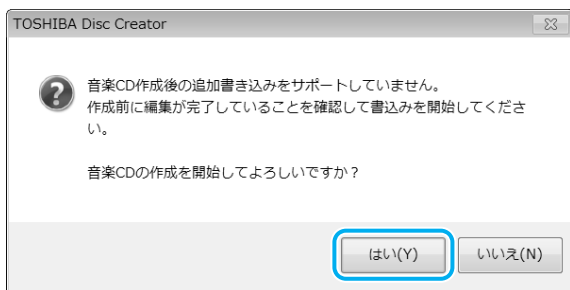 TOSHIBA Disc Creator
音楽CD作成後の追加書き込みをサポートしていません。
作成前に編集が完了していることを確認して書込みを開始してくださ
い。
音楽CDの作成を開始してよろしいですか？
はい(Y)
いいえ(N)